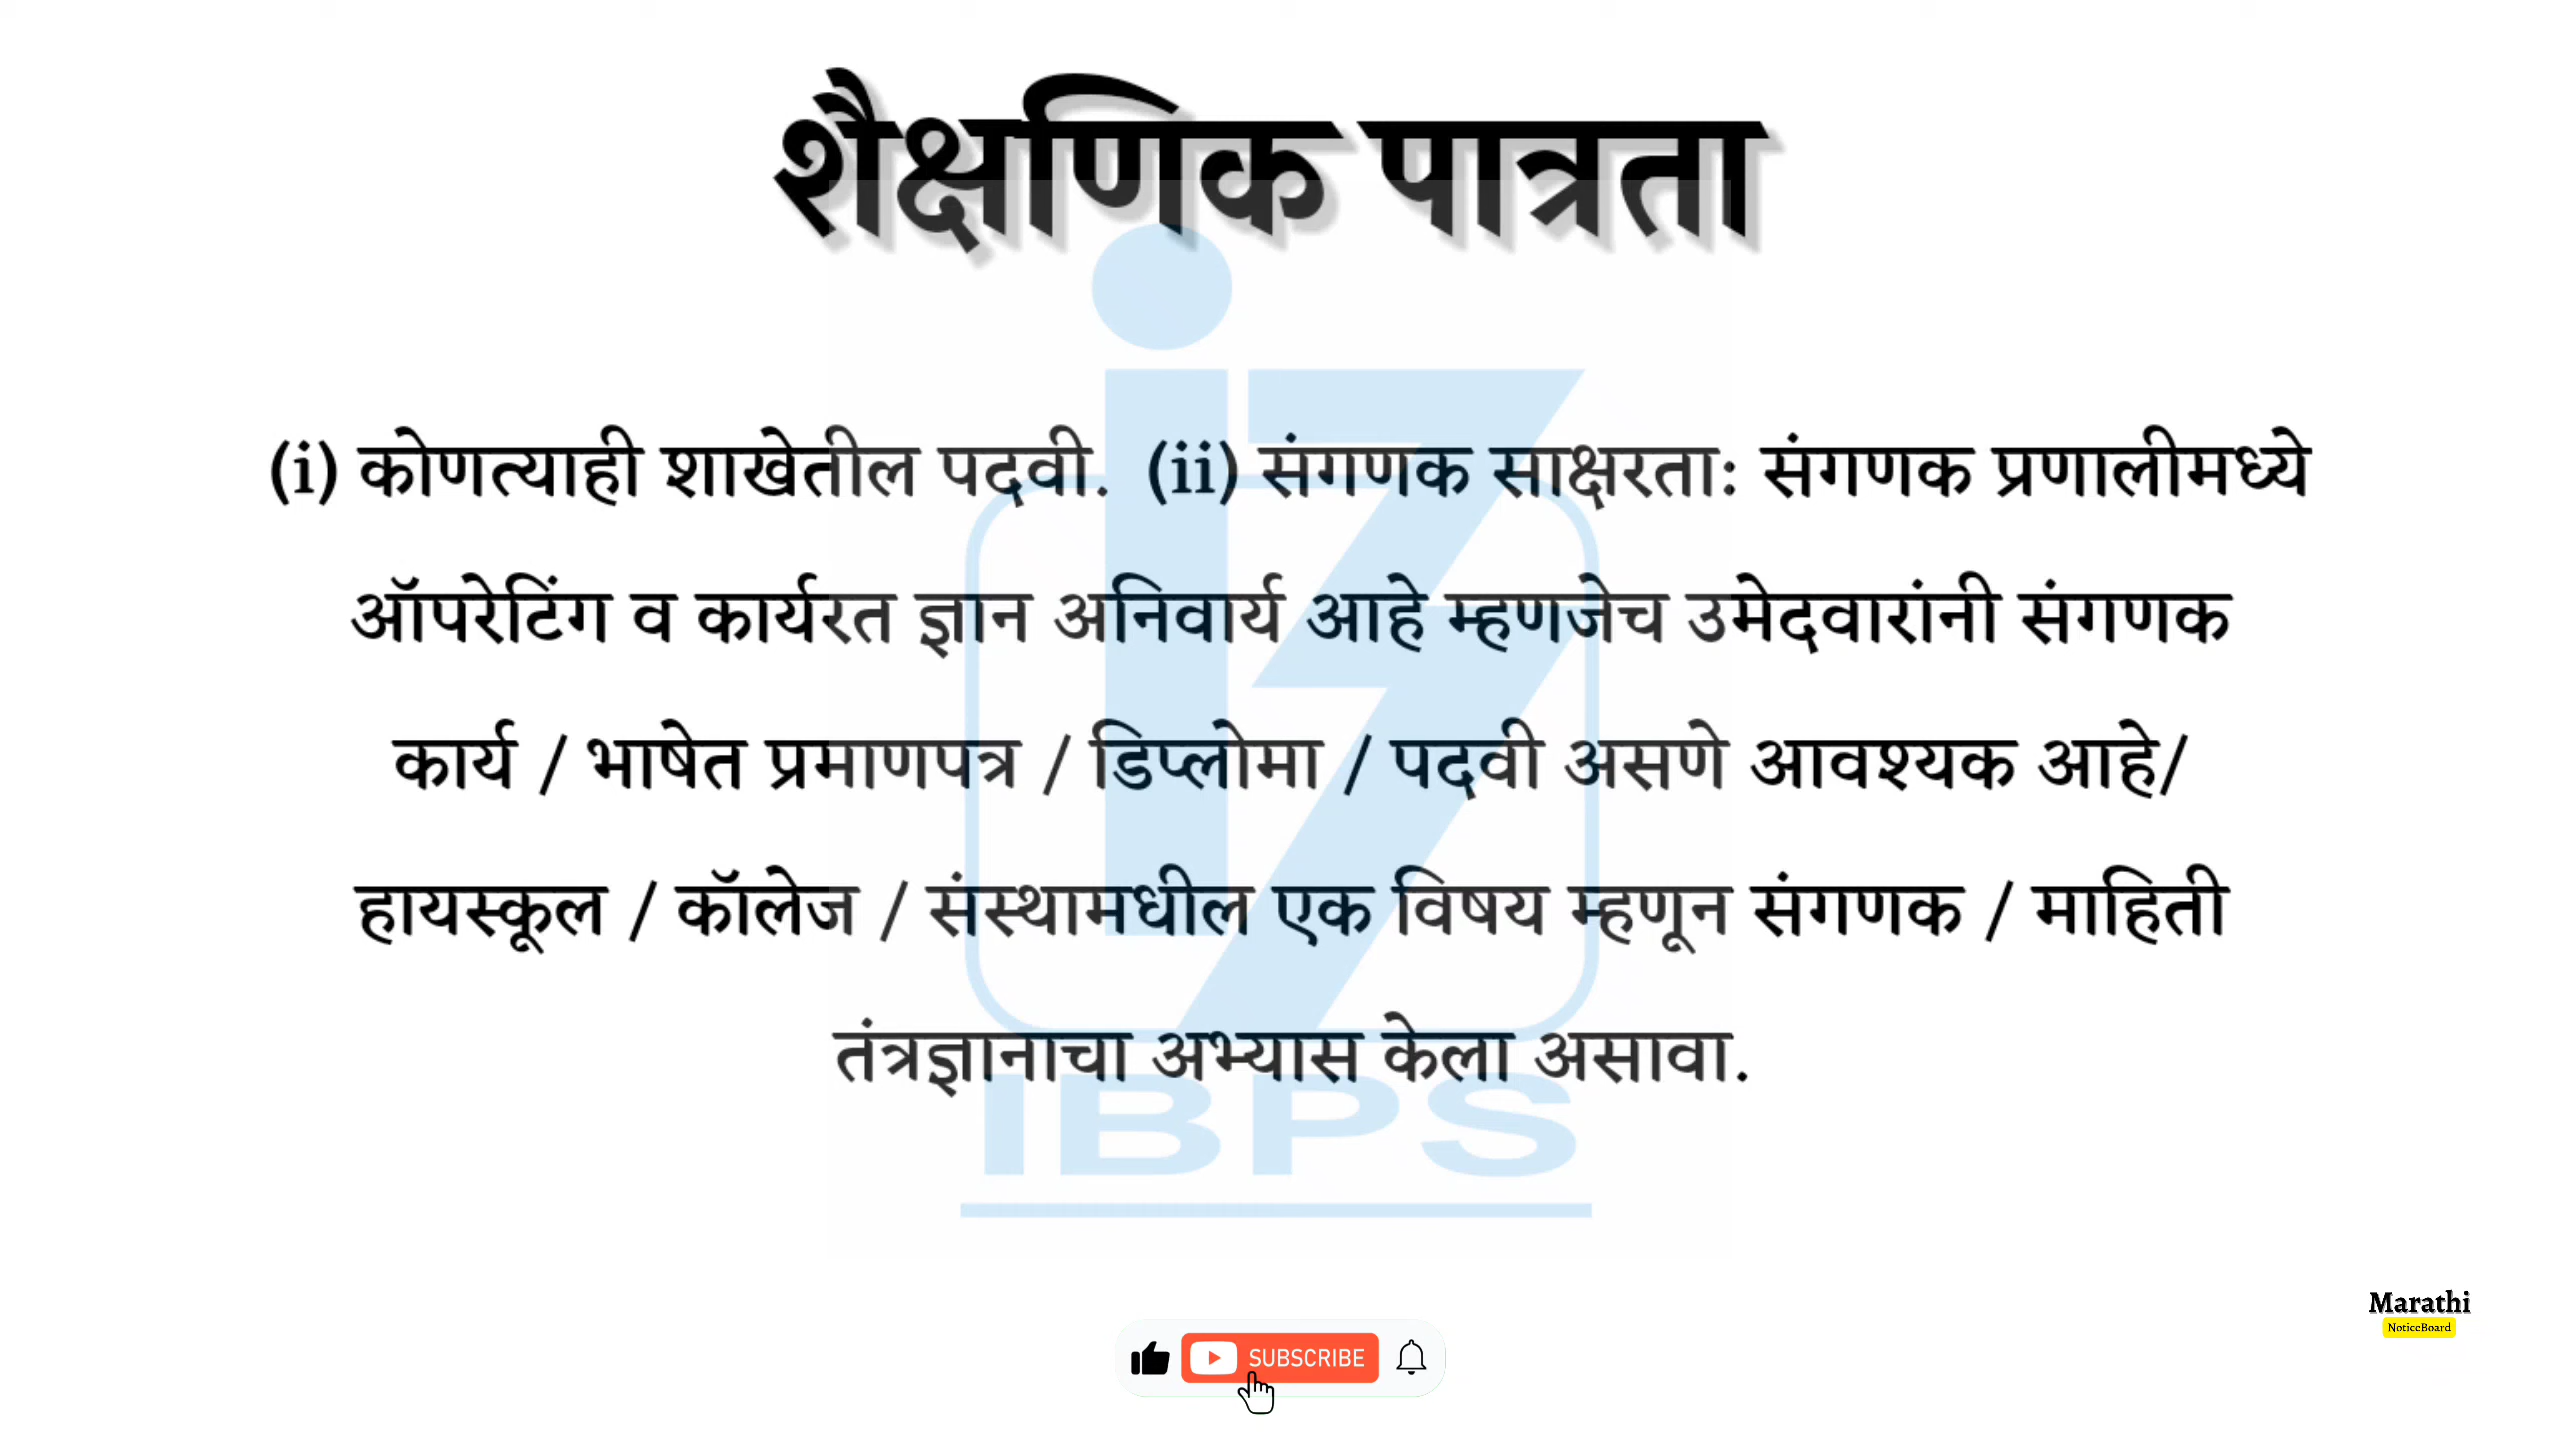 शैक्षणिक पात्रता
(i) कोणत्याही शाखेतील पदवी. (ii) संगणक साक्षरताः संगणक प्रणालीमध्ये
ऑपरेटिंग व कार्यरत ज्ञान अनिवार्य आहे म्हणजेच उमेदवारांनी संगणक
कार्य / भाषेत प्रमाणपत्र / डिप्लोमा / पदवी असणे आवश्यक आहे/
हायस्कूल / कॉलेज / संस्थामधील एक विषय म्हणून संगणक / माहिती
तंत्रज्ञानाचा अभ्यास केला असावा.
IBPS
Marathi
NoticeBoard
SUBSCRIBE